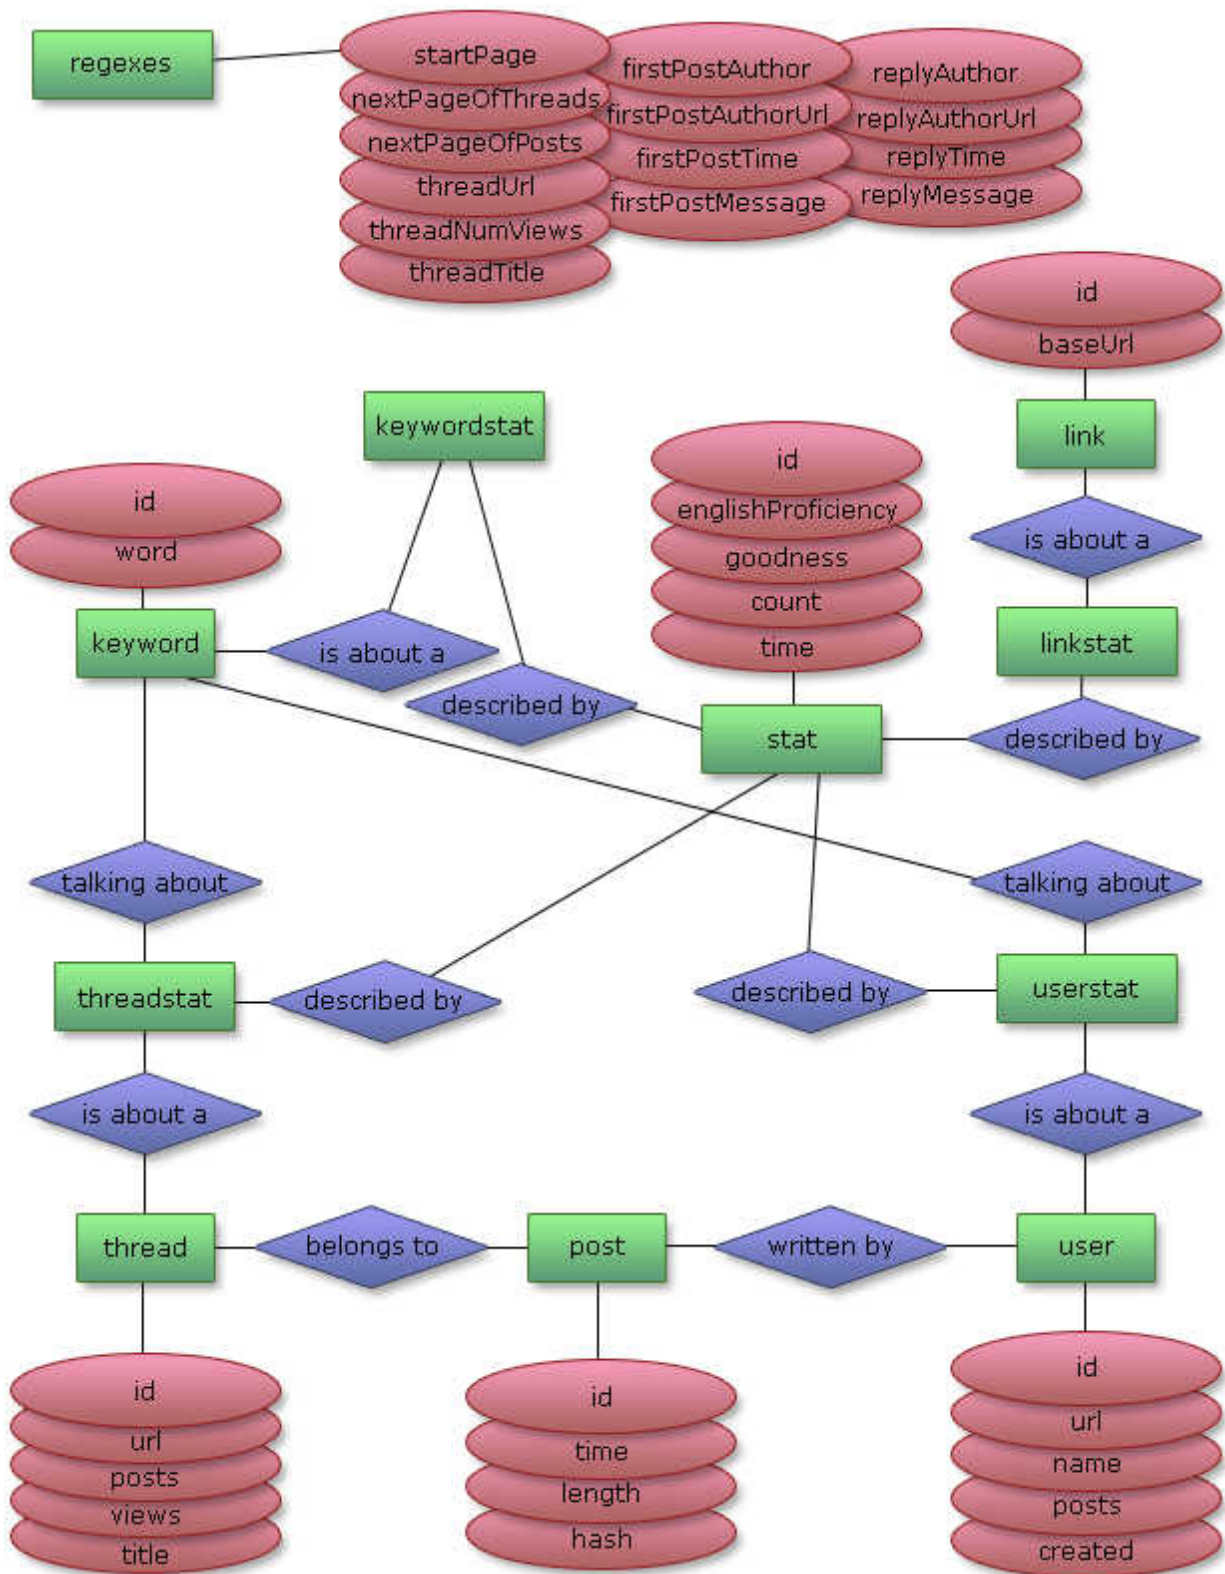 regexes
startPage
nextPageOfThreads
nextPageOfPosts
threadUrl
threadNumViews
threadTitle
firstPostAuthor
firstPostAuthorUrl
firstPostTime
firstPostMessage
replyAuthor
replyAuthorUrl
replyTime
replyMessage
id
baseUrl
link
is about a
linkstat
described by
keywordstat
id
englishProficiency
goodness
count
time
stat
id
word
keyword
is about a
described by
talking about
talking about
threadstat
described by
described by
userstat
is about a
is about a
thread
belongs to
post
written by
user
id
url
posts
views
title
id
time
length
hash
id
url
name
posts
created